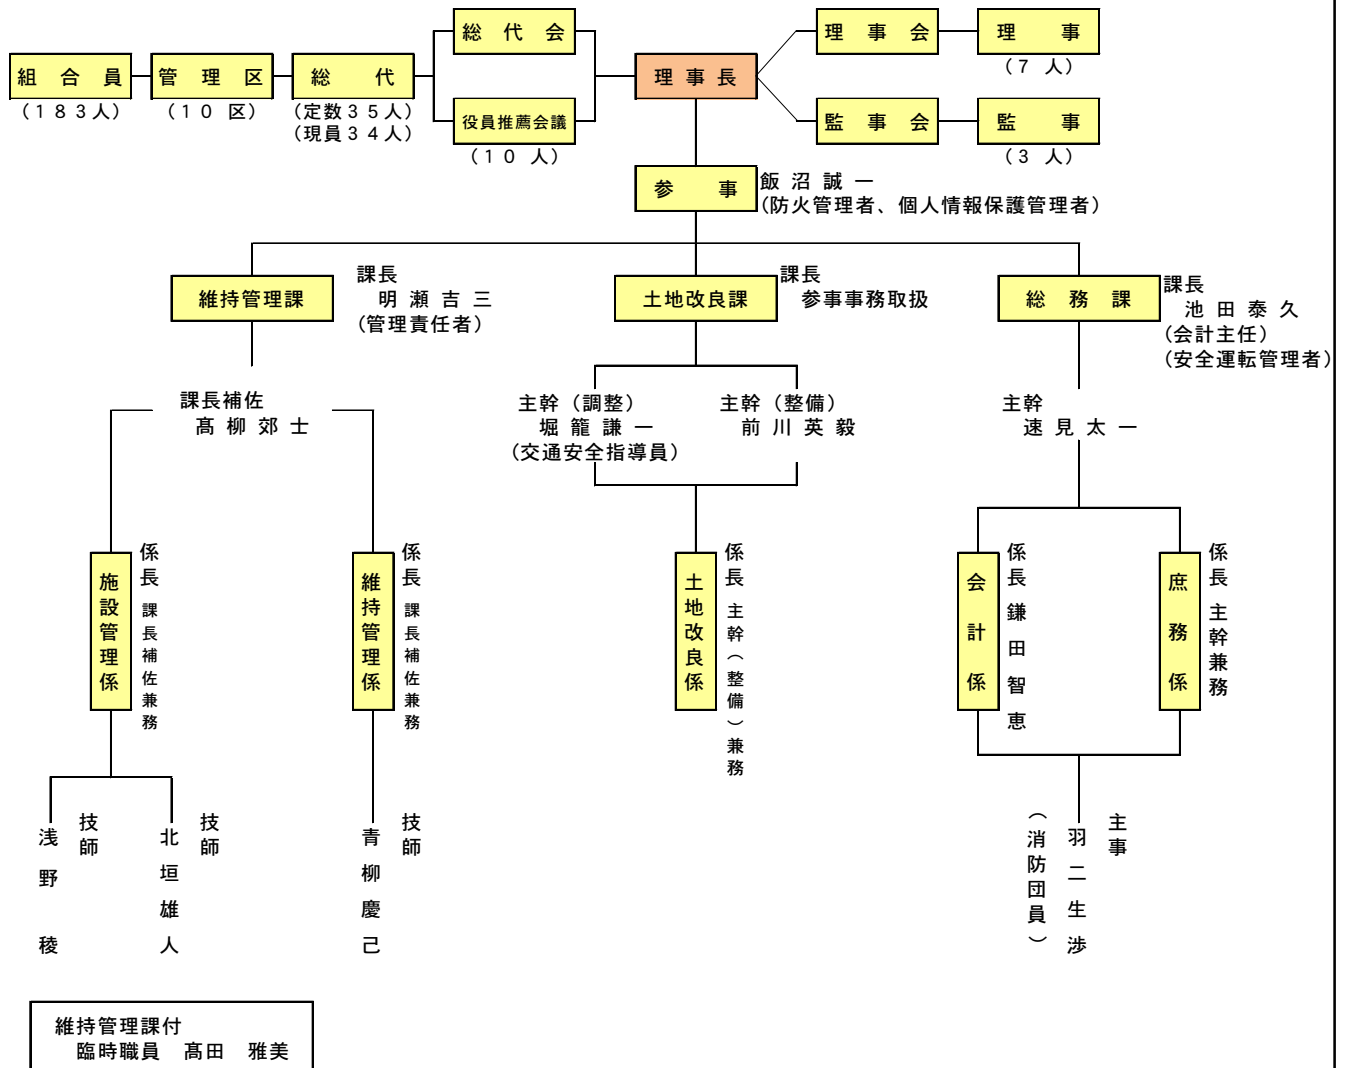 総代会
理事会
理事
組合員
管理区
総代
理事長
(7人)
(183人)
(10区)
(定数35人)
(現員34人)
役員推薦会議
監事会
監事
(10人)
(3人)
参事
飯沼誠一
(防火管理者、個人情報保護管理者)
維持管理課
課長
明瀬吉三
(管理責任者)
土地改良課
課長
参事事務取扱
総務課
課長
池田泰久
(会計主任)
(安全運転管理者)
課長補佐
髙柳郊士
主幹(調整)
堀龍謙一
(交通安全指導員)
主幹(整備)
前川英毅
主幹
速見太一
施設管理係
係長 課長補佐兼務
維持管理係
係長 課長補佐兼務
土地改良係
係長 主幹(整備)兼務
会計係
係長 鎌田智恵
庶務係
係長 主幹兼務
技師
浅野 稜
技師
北垣雄人
技師
青柳慶己
主事
羽二生渉
(消防団員)
維持管理課付
臨時職員 髙田 雅美